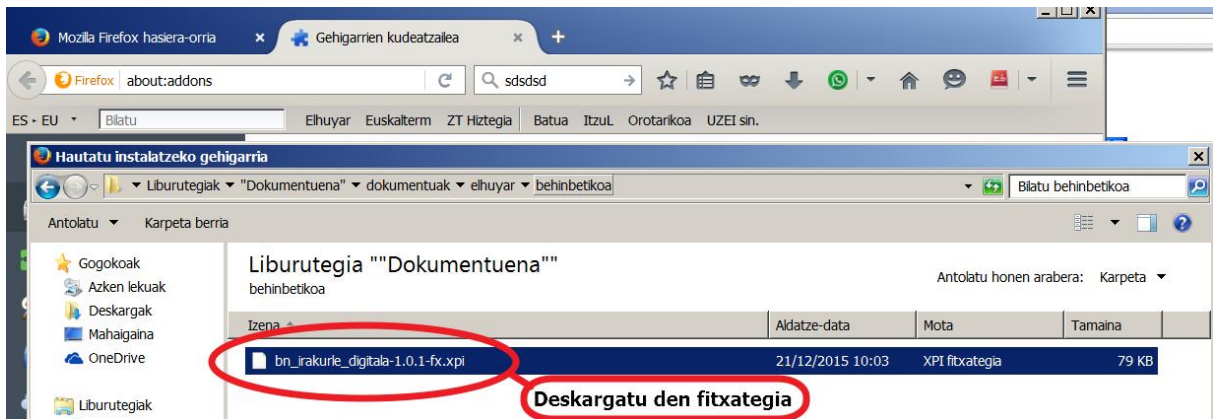 Mozilla Firefox hasiera-orria
Gehigarrien kudeatzailea
Firefox about:addons
sdsdsd
ES - EU Bilatu Elhuyar Euskalterm ZT Hiztegia Batua ItzuL Orotarikoa UZEI sin.
Hautatu instalatzeko gehigarria
Liburutegiak "Dokumentuena" dokumentuak elhuyar behinbetikoa Bilatu behinbetikoa
Antolatu Karpeta berria
Gogokoak
Azken lekuak
Deskargak
Mahaigaina
OneDrive
Liburutegiak
Liburutegia ""Dokumentuena""
behinbetikoa
Antolatu honen arabera: Karpeta
Izena Aldatze-data Mota Tamaina
bn_irakurle_digitala-1.0.1-fx.xpi 21/12/2015 10:03 XPI fitxategia 79 KB
Deskargatu den fitxategia